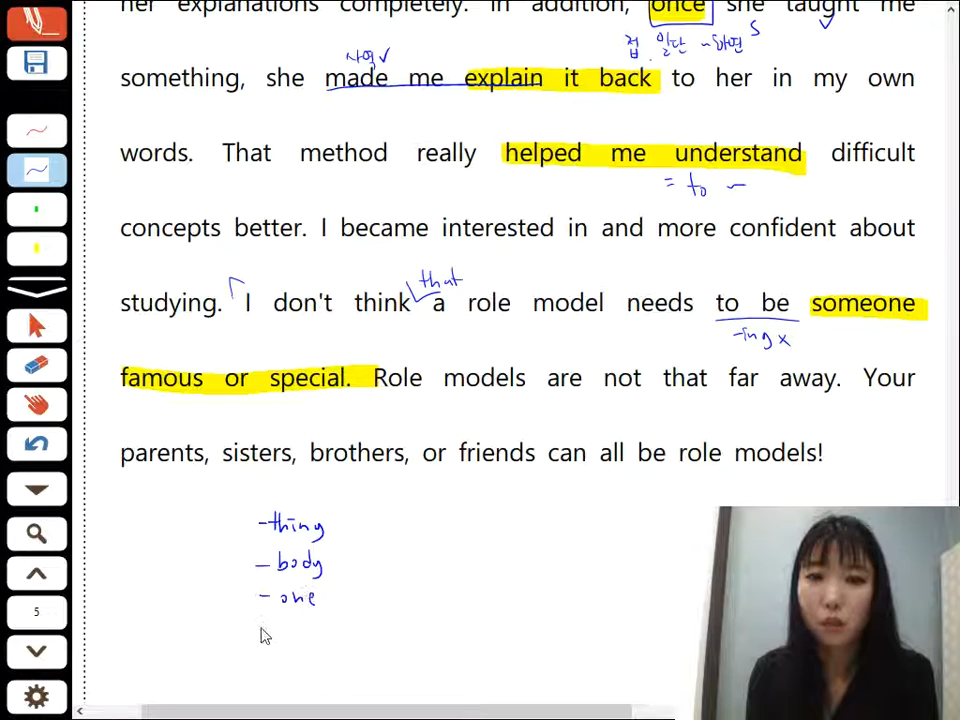 her explanations completely. In addition, once she taught me
접. 일단 ~하면 S
사역
something, she made me explain it back to her in my own
words. That method really helped me understand difficult
= to ~
concepts better. I became interested in and more confident about
that
studying. I don't think a role model needs to be someone
-ing x
famous or special. Role models are not that far away. Your
parents, sisters, brothers, or friends can all be role models!
-thing
- body
- one
5